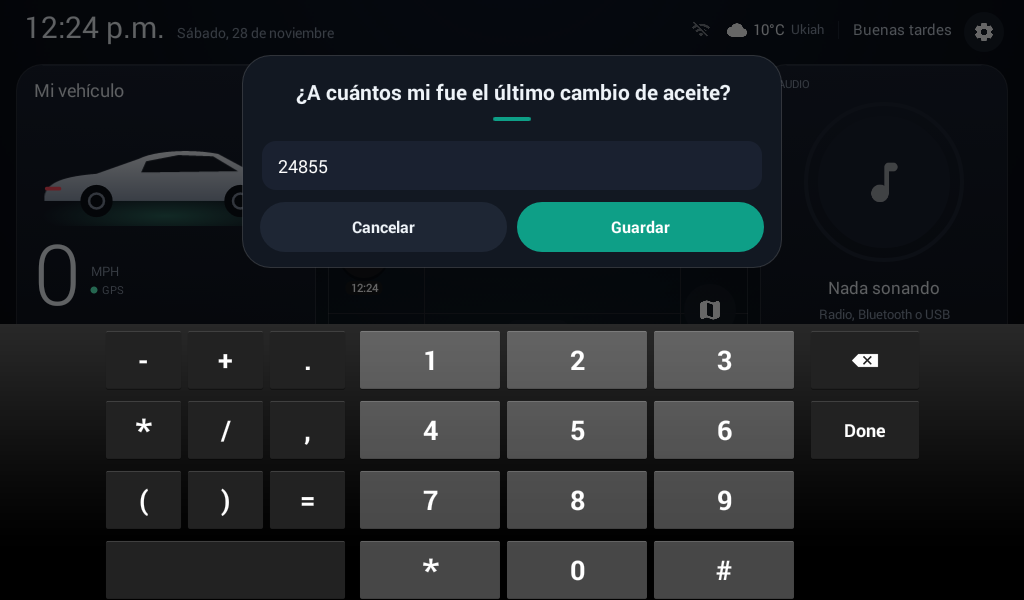 12:24 p.m.
Sábado, 28 de noviembre
10°C Ukiah
Buenas tardes
Mi vehículo
AUDIO
¿A cuántos mi fue el último cambio de aceite?
24855
Cancelar
Guardar
0
MPH
GPS
12:24
Nada sonando
Radio, Bluetooth o USB
- + . 1 2 3
* / , 4 5 6 Done
( ) = 7 8 9
* 0 #